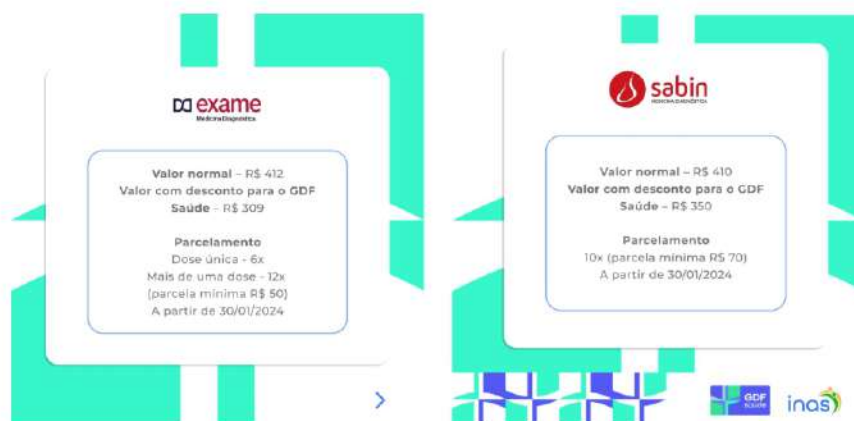 exame
Medicina Diagnóstica
Valor normal – R$ 412
Valor com desconto para o GDF
Saúde – R$ 309
Parcelamento
Dose única - 6x
Mais de uma dose - 12x
(parcela mínima R$ 50)
A partir de 30/01/2024
sabin
MEDICINA DIAGNÓSTICA
Valor normal – R$ 410
Valor com desconto para o GDF
Saúde – R$ 350
Parcelamento
10x (parcela mínima R$ 70)
A partir de 30/01/2024
GDF
SAÚDE
inas